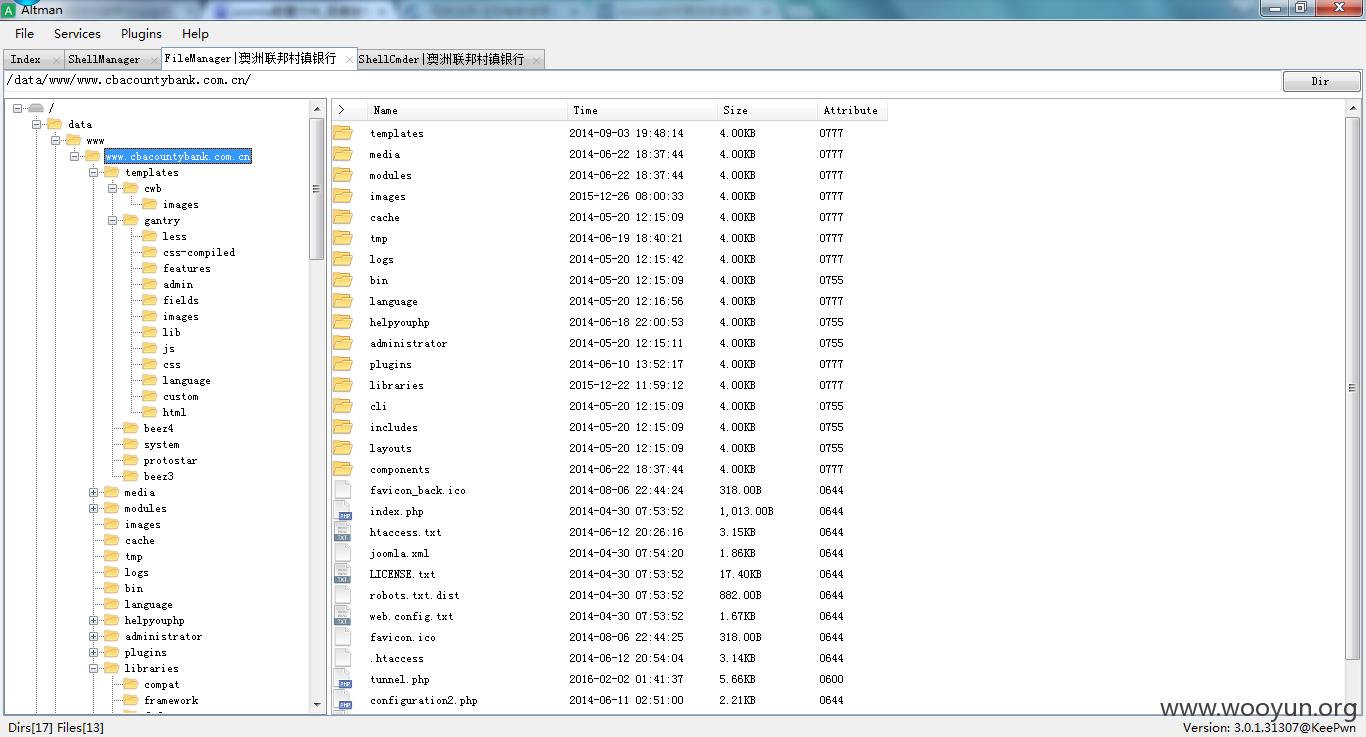 Altman
File Services Plugins Help
Index ShellManager FileManager|澳洲联邦村镇银行 ShellCmder|澳洲联邦村镇银行
/data/www/www.cbacountybank.com.cn/ Dir
/
data
www
www.cbacountybank.com.cn
templates
cwb
images
gantry
less
css-compiled
features
admin
fields
images
lib
js
css
language
custom
html
beez4
system
protostar
beez3
media
modules
images
cache
tmp
logs
bin
language
helpyouphp
administrator
plugins
libraries
compat
framework
> Name Time Size Attribute
templates 2014-09-03 19:48:14 4.00KB 0777
media 2014-06-22 18:37:44 4.00KB 0777
modules 2014-06-22 18:37:44 4.00KB 0777
images 2015-12-26 08:00:33 4.00KB 0777
cache 2014-05-20 12:15:09 4.00KB 0777
tmp 2014-06-19 18:40:21 4.00KB 0777
logs 2014-05-20 12:15:42 4.00KB 0777
bin 2014-05-20 12:15:09 4.00KB 0755
language 2014-05-20 12:16:56 4.00KB 0777
helpyouphp 2014-06-18 22:00:53 4.00KB 0755
administrator 2014-05-20 12:15:11 4.00KB 0755
plugins 2014-06-10 13:52:17 4.00KB 0777
libraries 2015-12-22 11:59:12 4.00KB 0777
cli 2014-05-20 12:15:09 4.00KB 0755
includes 2014-05-20 12:15:09 4.00KB 0755
layouts 2014-05-20 12:15:09 4.00KB 0755
components 2014-06-22 18:37:44 4.00KB 0777
favicon_back.ico 2014-08-06 22:44:24 318.00B 0644
index.php 2014-04-30 07:53:52 1,013.00B 0644
htaccess.txt 2014-06-12 20:26:16 3.15KB 0644
joomla.xml 2014-04-30 07:54:20 1.86KB 0644
LICENSE.txt 2014-04-30 07:53:52 17.40KB 0644
robots.txt.dist 2014-04-30 07:53:52 882.00B 0644
web.config.txt 2014-04-30 07:53:52 1.67KB 0644
favicon.ico 2014-08-06 22:44:25 318.00B 0644
.htaccess 2014-06-12 20:54:04 3.14KB 0644
tunnel.php 2016-02-02 01:41:37 5.66KB 0600
configuration2.php 2014-06-11 02:51:00 2.21KB 0644
www.wooyun.org
Dirs[17] Files[13] Version: 3.0.1.31307@KeePwn